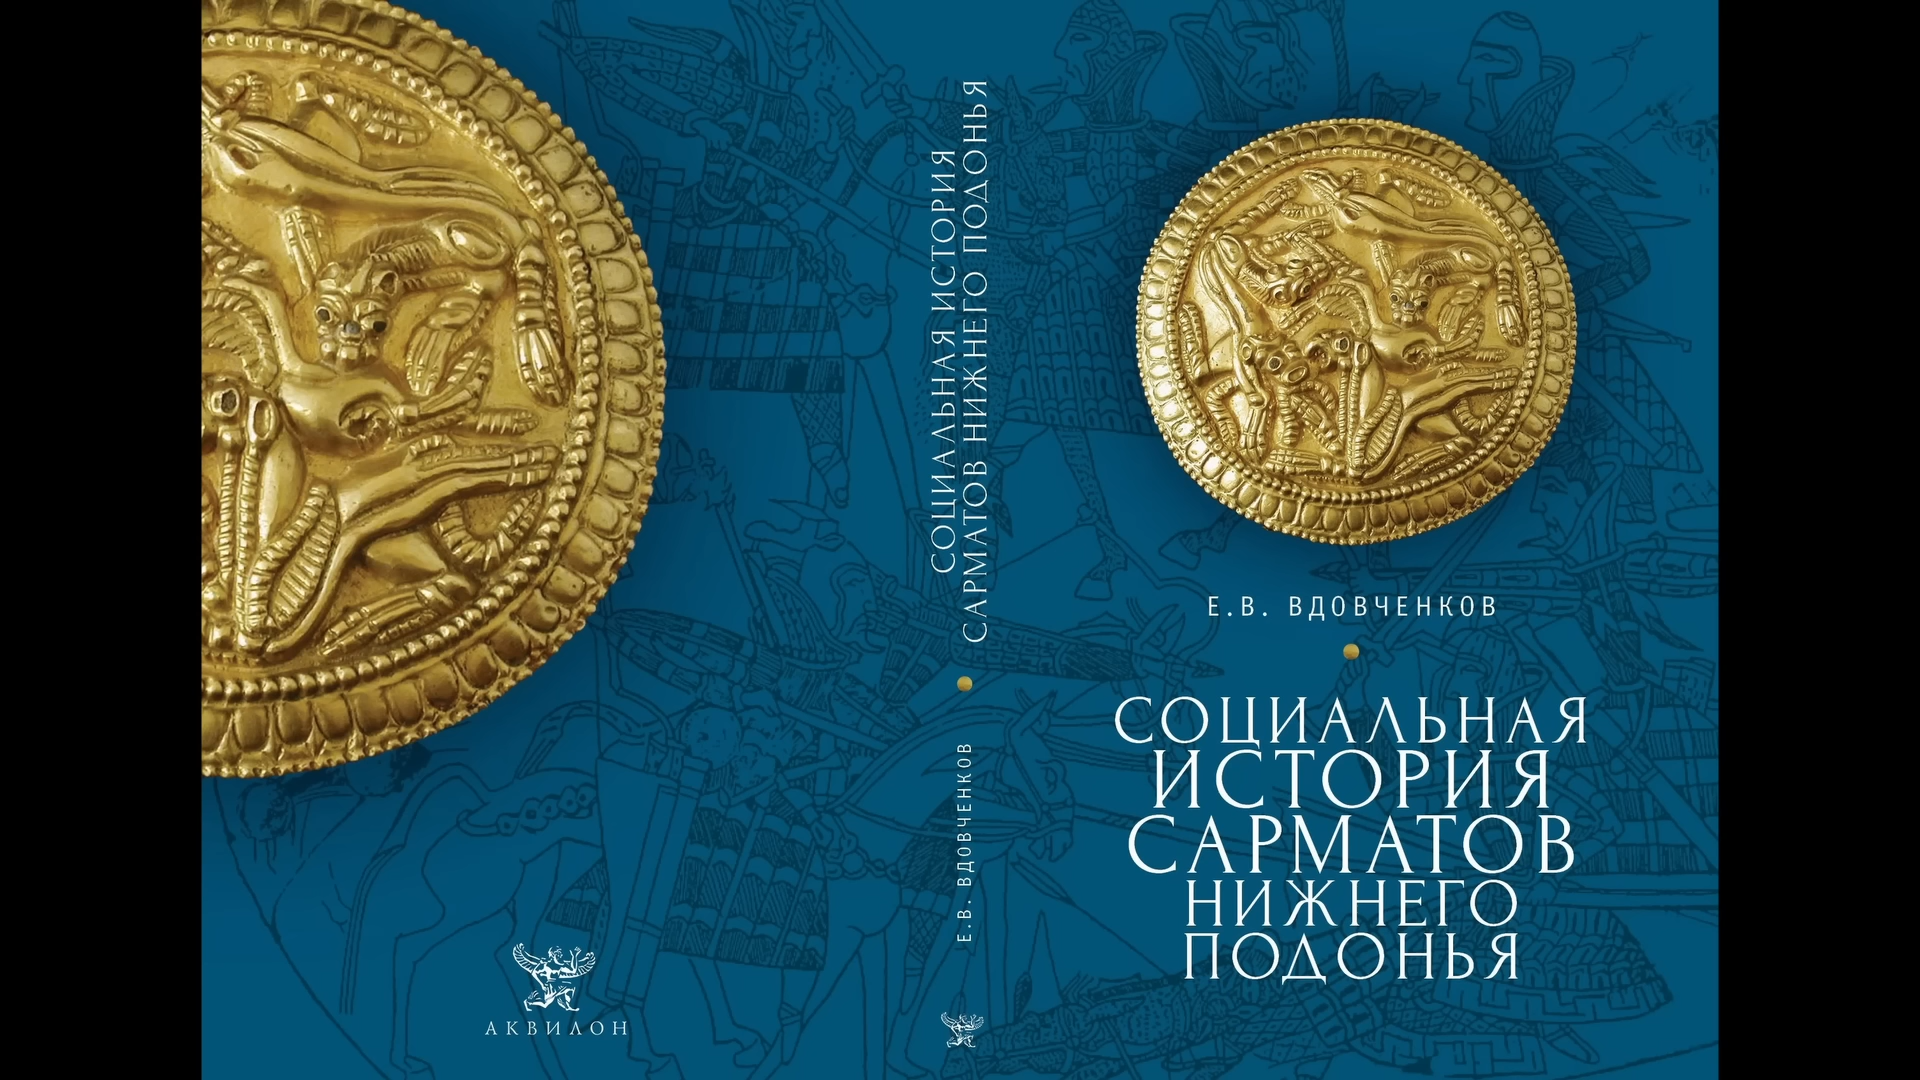 АКВИЛОН
СОЦИАЛЬНАЯ ИСТОРИЯ
САРМАТОВ НИЖНЕГО ПОДОНЬЯ
Е.В. ВДОВЧЕНКОВ
Е.В. ВДОВЧЕНКОВ
СОЦИАЛЬНАЯ
ИСТОРИЯ
САРМАТОВ
НИЖНЕГО
ПОДОНЬЯ